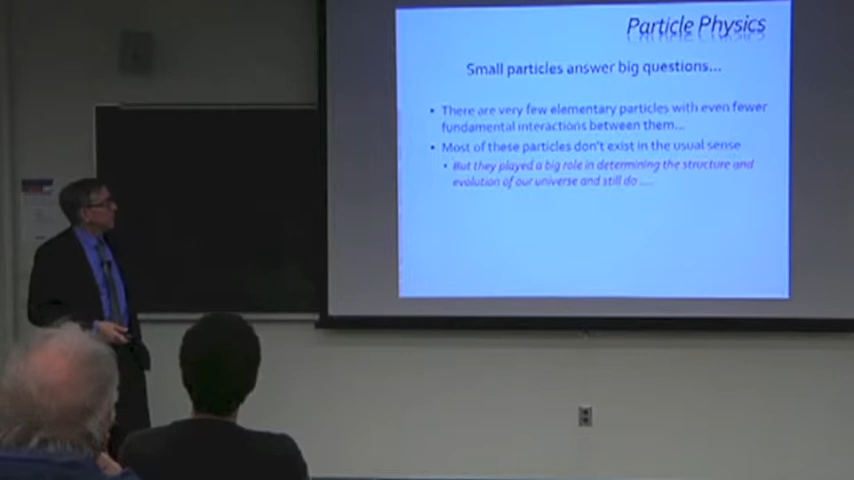 Particle Physics
Small particles answer big questions...
• There are very few elementary particles with even fewer
fundamental interactions between them...
• Most of these particles don't exist in the usual sense
• But they played a big role in determining the structure and
evolution of our universe and still do ....